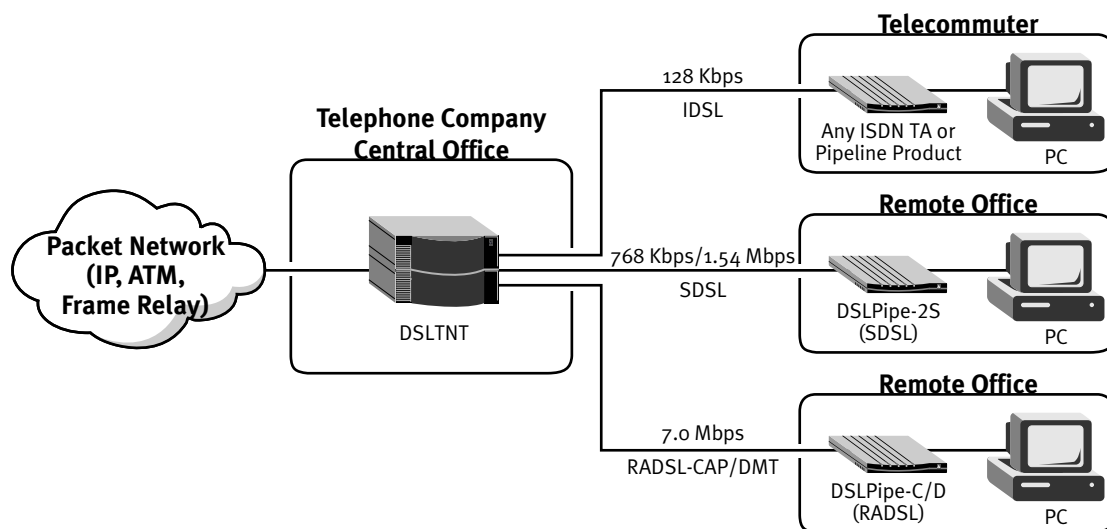 Telecommuter
128 Kbps
IDSL
Any ISDN TA or
Pipeline Product
PC
Telephone Company
Central Office
DSLTNT
Packet Network
(IP, ATM,
Frame Relay)
Remote Office
768 Kbps/1.54 Mbps
SDSL
DSLPipe-2S
(SDSL)
PC
Remote Office
7.0 Mbps
RADSL-CAP/DMT
DSLPipe-C/D
(RADSL)
PC